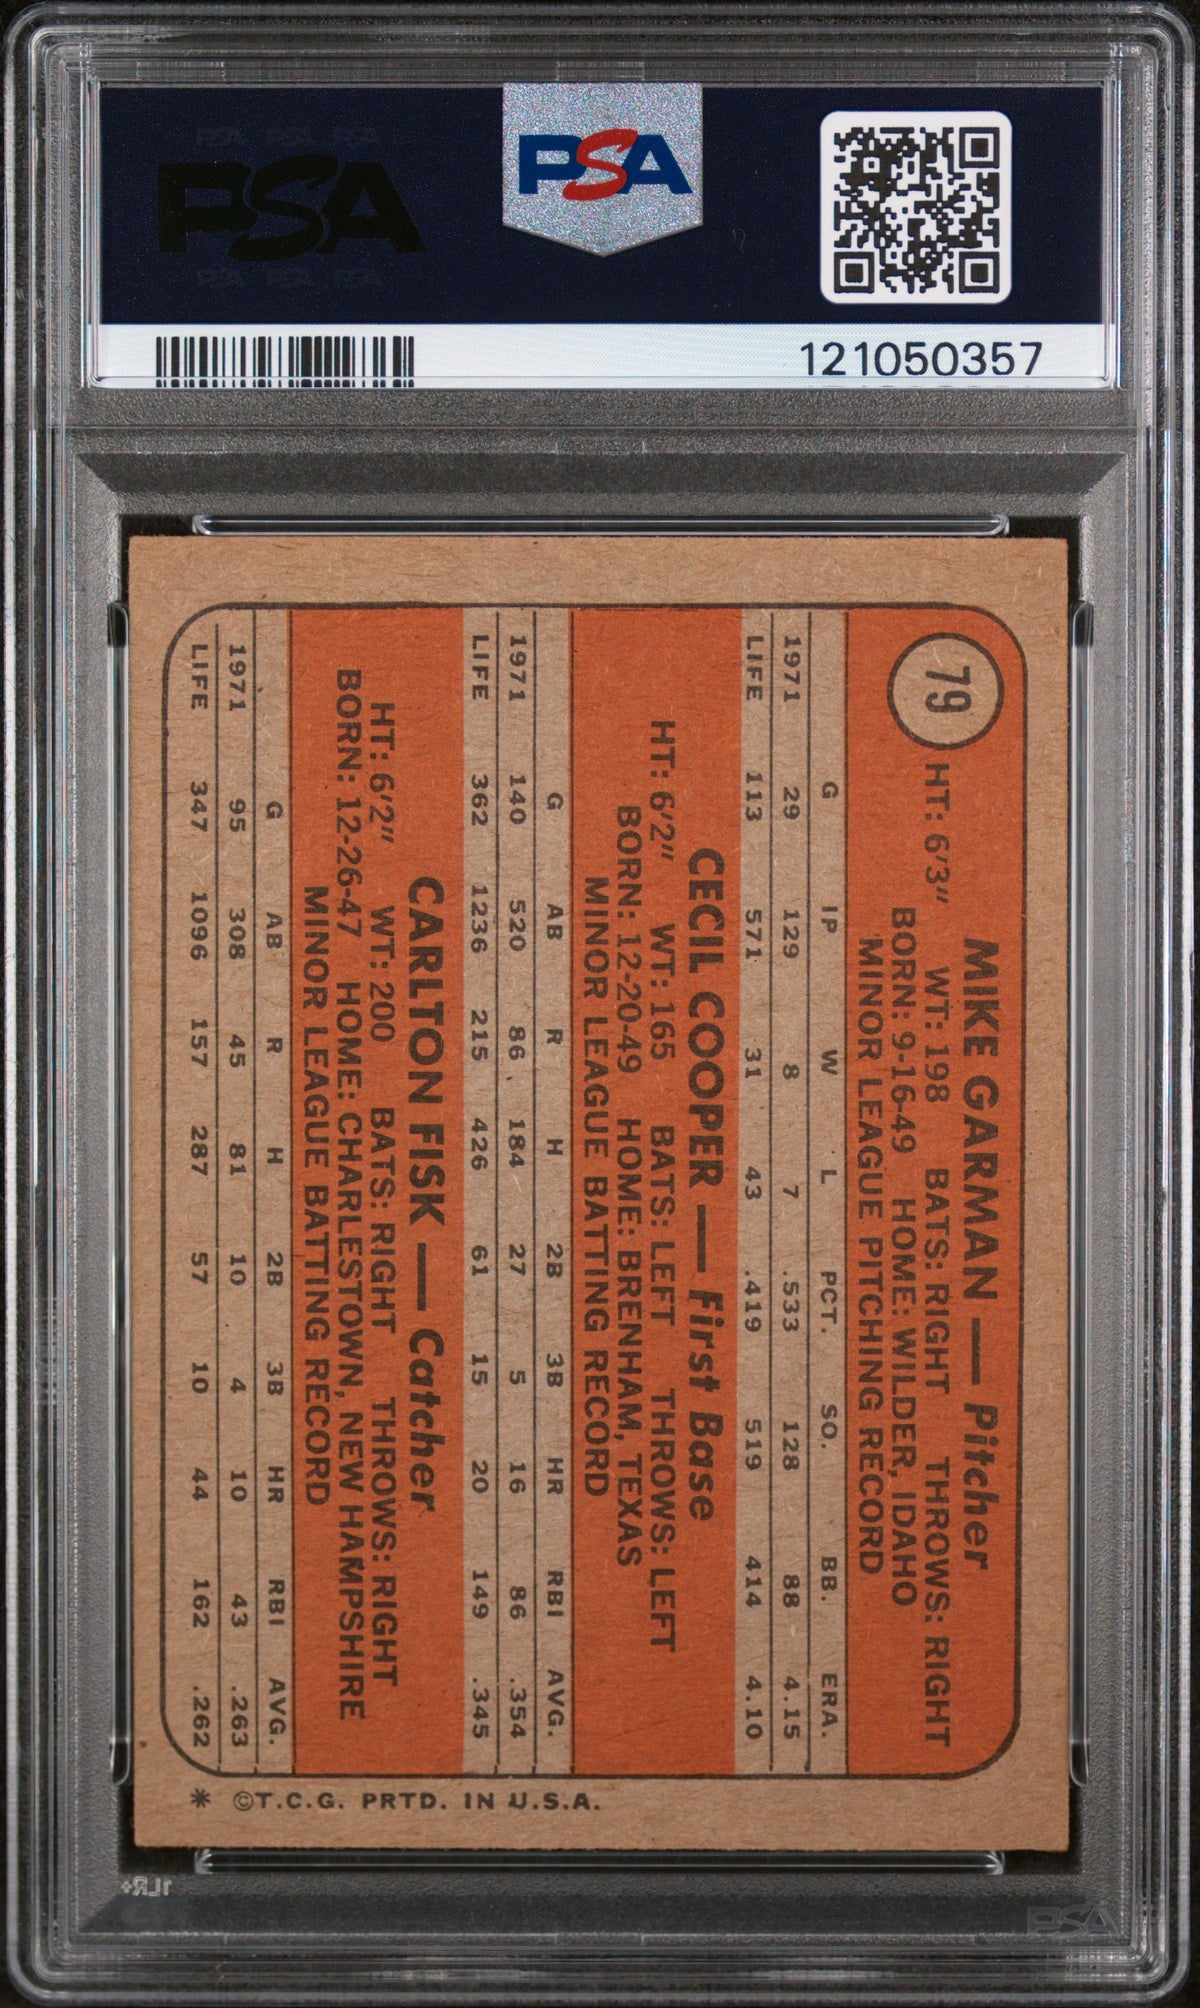 PSA PSA PSA
PSA
PSA PSA PSA
PSA
121050357
79
MIKE GARMAN — Pitcher
HT: 6'3" WT: 198 BATS: RIGHT THROWS: RIGHT
BORN: 9-16-49 HOME: WILDER, IDAHO
MINOR LEAGUE PITCHING RECORD
G IP W L PCT. SO. BB. ERA.
1971 29 129 8 7 .533 128 88 4.15
LIFE 113 571 31 43 .419 519 414 4.10
CECIL COOPER — First Base
HT: 6'2" WT: 165 BATS: LEFT THROWS: LEFT
BORN: 12-20-49 HOME: BRENHAM, TEXAS
MINOR LEAGUE BATTING RECORD
G AB R H 2B 3B HR RBI AVG.
1971 140 520 86 184 27 5 16 86 .354
LIFE 362 1236 215 426 61 15 20 149 .345
CARLTON FISK — Catcher
HT: 6'2" WT: 200 BATS: RIGHT THROWS: RIGHT
BORN: 12-26-47 HOME: CHARLESTOWN, NEW HAMPSHIRE
MINOR LEAGUE BATTING RECORD
G AB R H 2B 3B HR RBI AVG.
1971 95 308 45 81 10 4 10 43 .263
LIFE 347 1096 157 287 57 10 44 162 .262
* ©T.C.G. PRTD. IN U.S.A.
1LR+
PSA